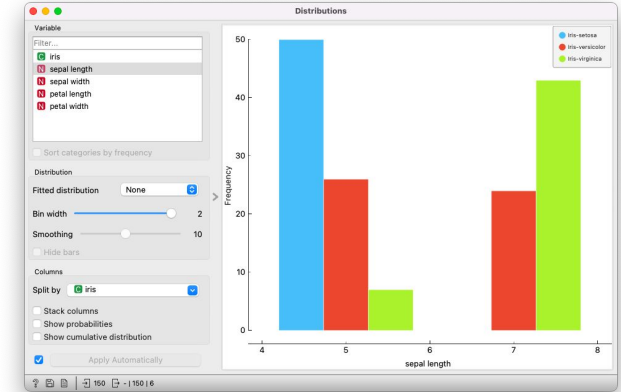 Distributions
Variable
Filter...
C iris
N sepal length
N sepal width
N petal length
N petal width
Sort categories by frequency
Distribution
Fitted distribution None
Bin width 2
Smoothing 10
Hide bars
Columns
Split by C iris
Stack columns
Show probabilities
Show cumulative distribution
Apply Automatically
? 150 - | 150 | 6
Iris-setosa
Iris-versicolor
Iris-virginica
Frequency
50
40
30
20
10
0
4 5 6 7 8
sepal length